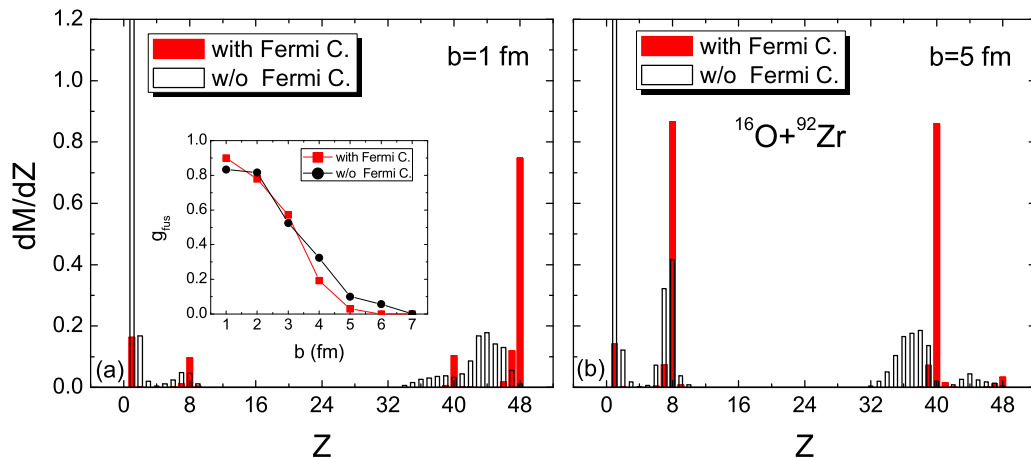 1.2
1.0
0.8
0.6
0.4
0.2
0.0
dM/dZ
with Fermi C.
w/o Fermi C.
b=1 fm
1.0
0.8
0.6
0.4
0.2
0.0
g_fus
with Fermi C.
w/o Fermi C.
1 2 3 4 5 6 7
b (fm)
(a)
0 8 16 24 32 40 48
Z
with Fermi C.
w/o Fermi C.
b=5 fm
¹⁶O+⁹²Zr
(b)
0 8 16 24 32 40 48
Z